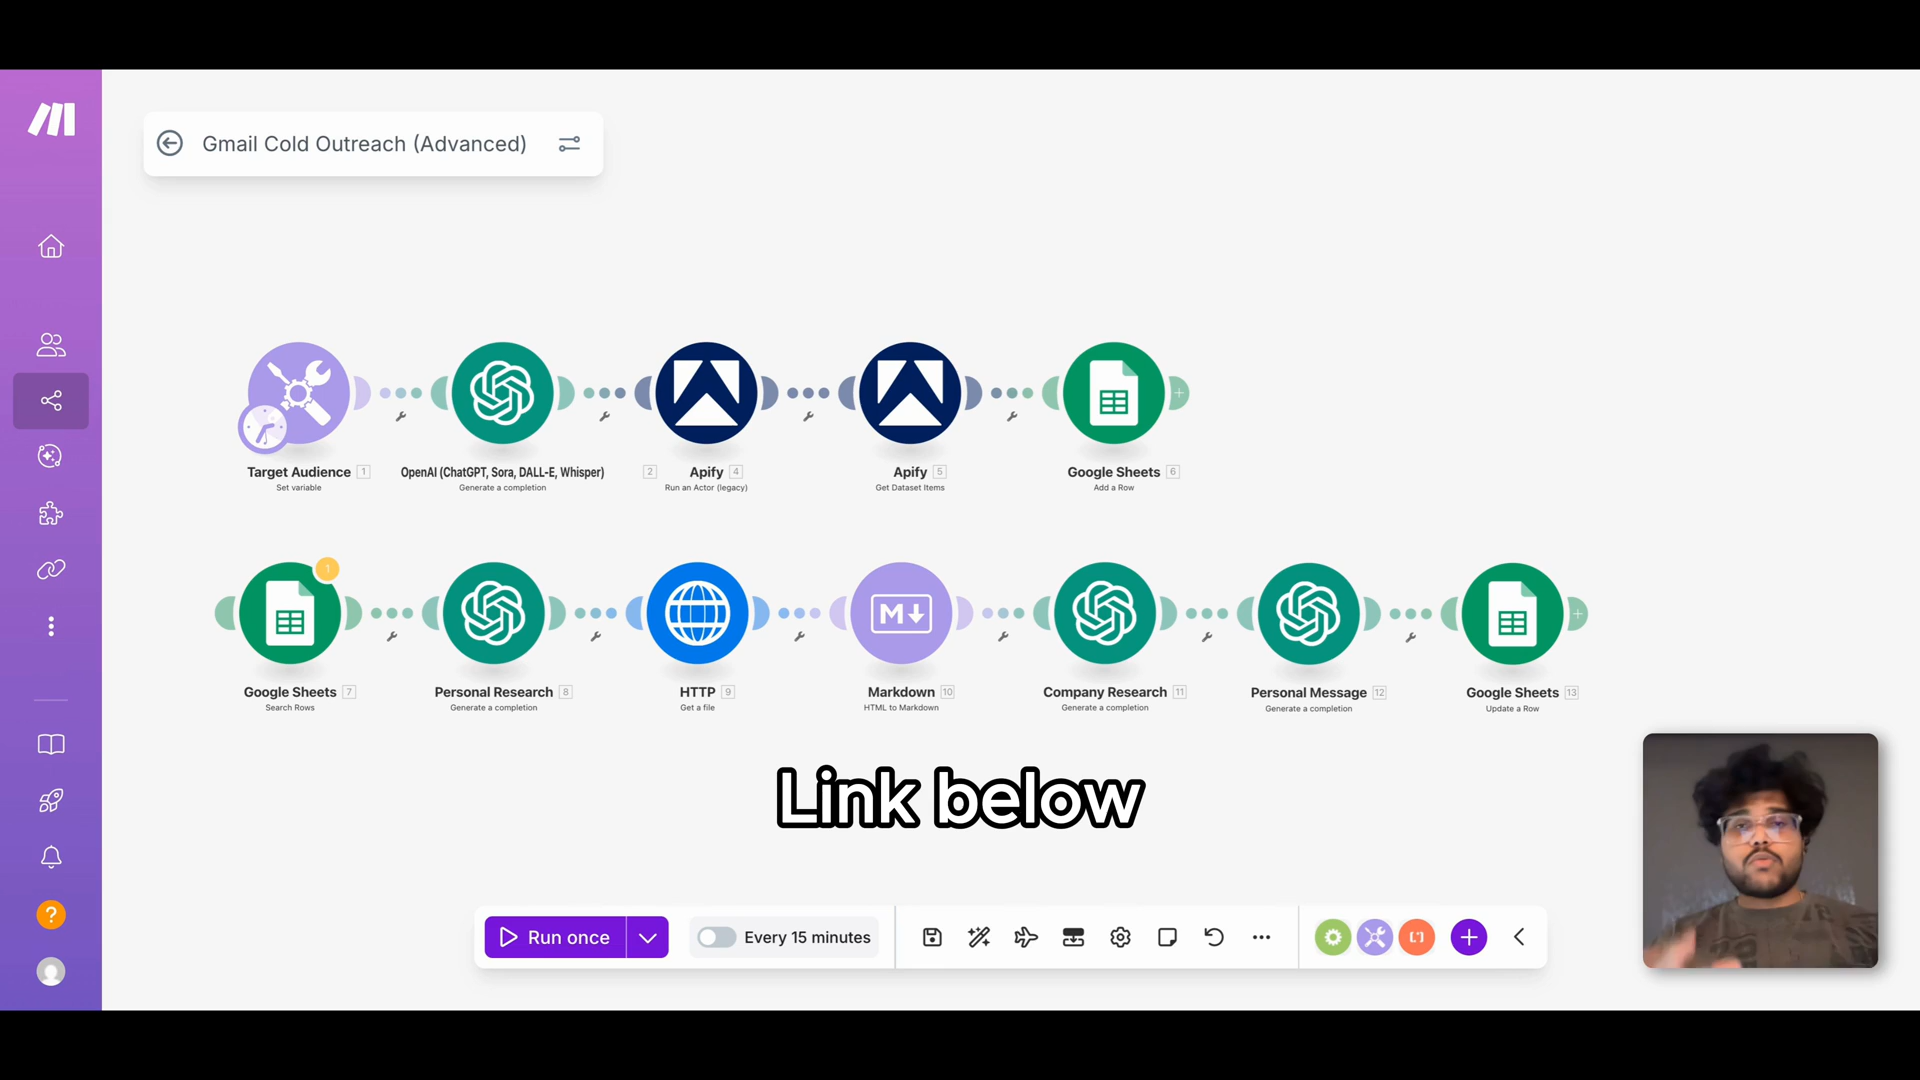 Gmail Cold Outreach (Advanced)
Target Audience 1
Set variable
OpenAI (ChatGPT, Sora, DALL-E, Whisper) 2
Generate a completion
Apify 4
Run an Actor (legacy)
Apify 5
Get Dataset Items
Google Sheets 6
Add a Row
1
Google Sheets 7
Search Rows
Personal Research 8
Generate a completion
HTTP 9
Get a file
M
Markdown 10
HTML to Markdown
Company Research 11
Generate a completion
Personal Message 12
Generate a completion
Google Sheets 13
Update a Row
Link below
?
Run once
Every 15 minutes